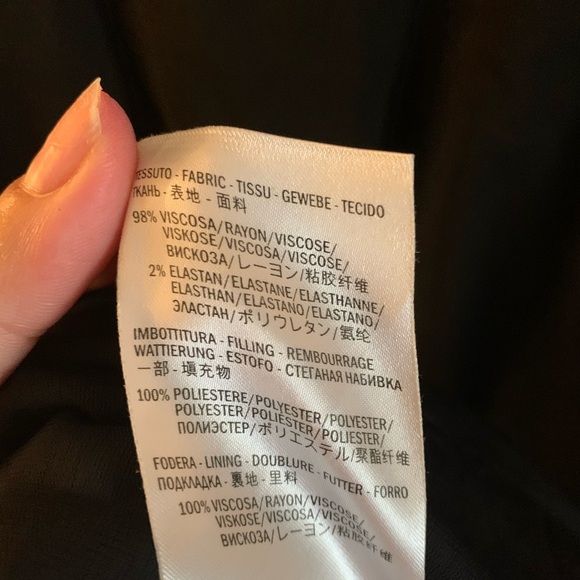 TESSUTO - FABRIC - TISSU - GEWEBE - TECIDO
ТКАНЬ - 表地 - 面料
98% VISCOSA/RAYON/VISCOSE/
VISKOSE/VISCOSA/VISCOSE/
ВИСКОЗА/レーヨン/粘胶纤维
2% ELASTAN/ELASTANE/ELASTHANNE/
ELASTHAN/ELASTANO/ELASTANO/
ЭЛАСТАН/ポリウレタン/氨纶
IMBOTTITURA - FILLING - REMBOURRAGE
WATTIERUNG - ESTOFO - СТЕГАНАЯ НАБИВКА
一部 - 填充物
100% POLIESTERE/POLYESTER/POLYESTER/
POLYESTER/POLIESTER/POLIESTER/
ПОЛИЭСТЕР/ポリエステル/聚酯纤维
FODERA - LINING - DOUBLURE - FUTTER - FORRO
ПОДКЛАДКА - 裏地 - 里料
100% VISCOSA/RAYON/VISCOSE/
VISKOSE/VISCOSA/VISCOSE/
ВИСКОЗА/レーヨン/粘胶纤维